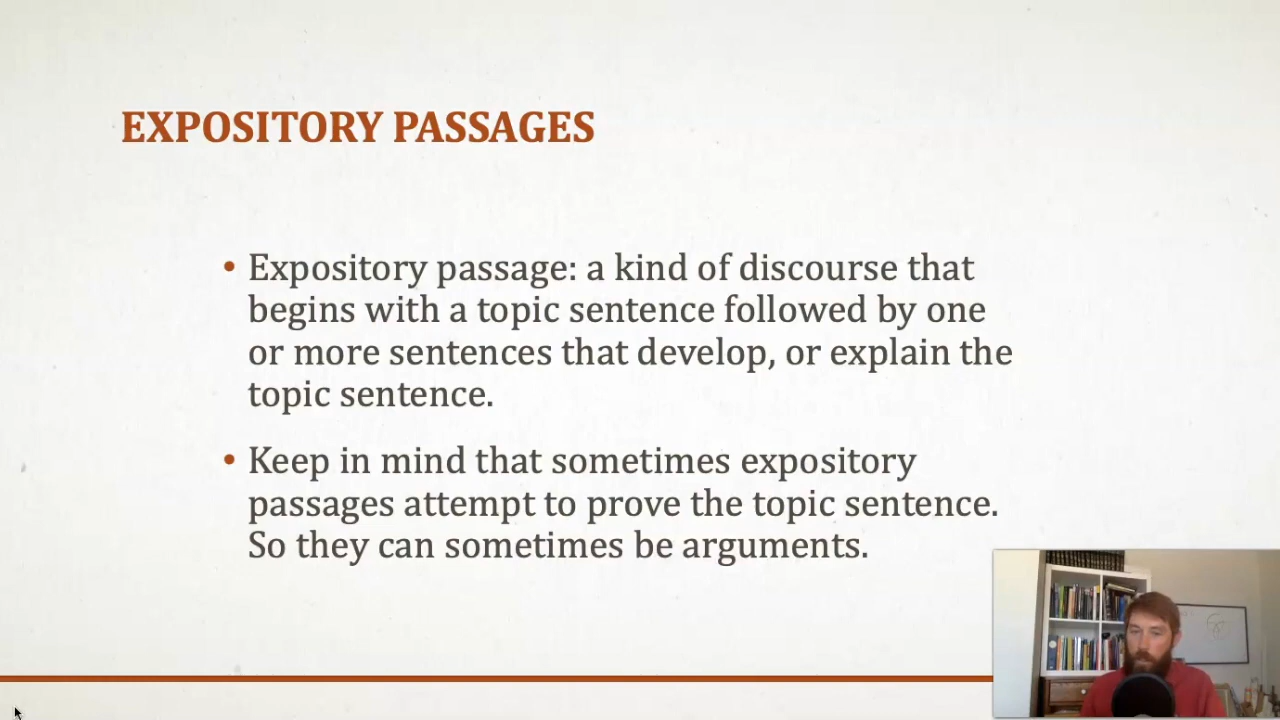 EXPOSITORY PASSAGES
• Expository passage: a kind of discourse that
begins with a topic sentence followed by one
or more sentences that develop, or explain the
topic sentence.
• Keep in mind that sometimes expository
passages attempt to prove the topic sentence.
So they can sometimes be arguments.